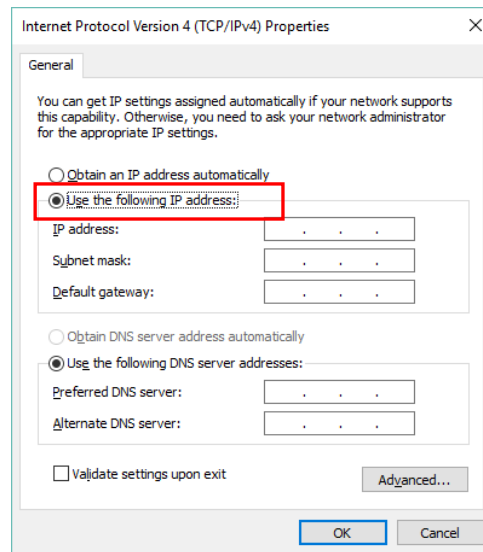 Internet Protocol Version 4 (TCP/IPv4) Properties
General
You can get IP settings assigned automatically if your network supports
this capability. Otherwise, you need to ask your network administrator
for the appropriate IP settings.
Obtain an IP address automatically
Use the following IP address:
IP address:
Subnet mask:
Default gateway:
Obtain DNS server address automatically
Use the following DNS server addresses:
Preferred DNS server:
Alternate DNS server:
Validate settings upon exit
Advanced...
OK Cancel